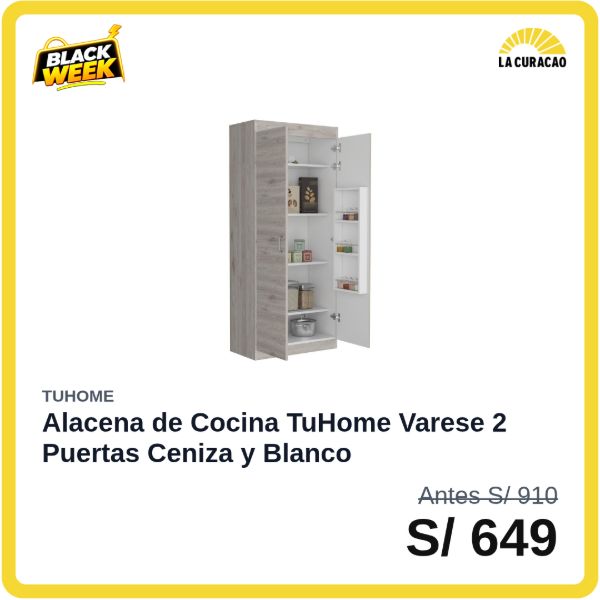 BLACK
WEEK
LA CURACAO
TUHOME
Alacena de Cocina TuHome Varese 2
Puertas Ceniza y Blanco
Antes S/ 910
S/ 649